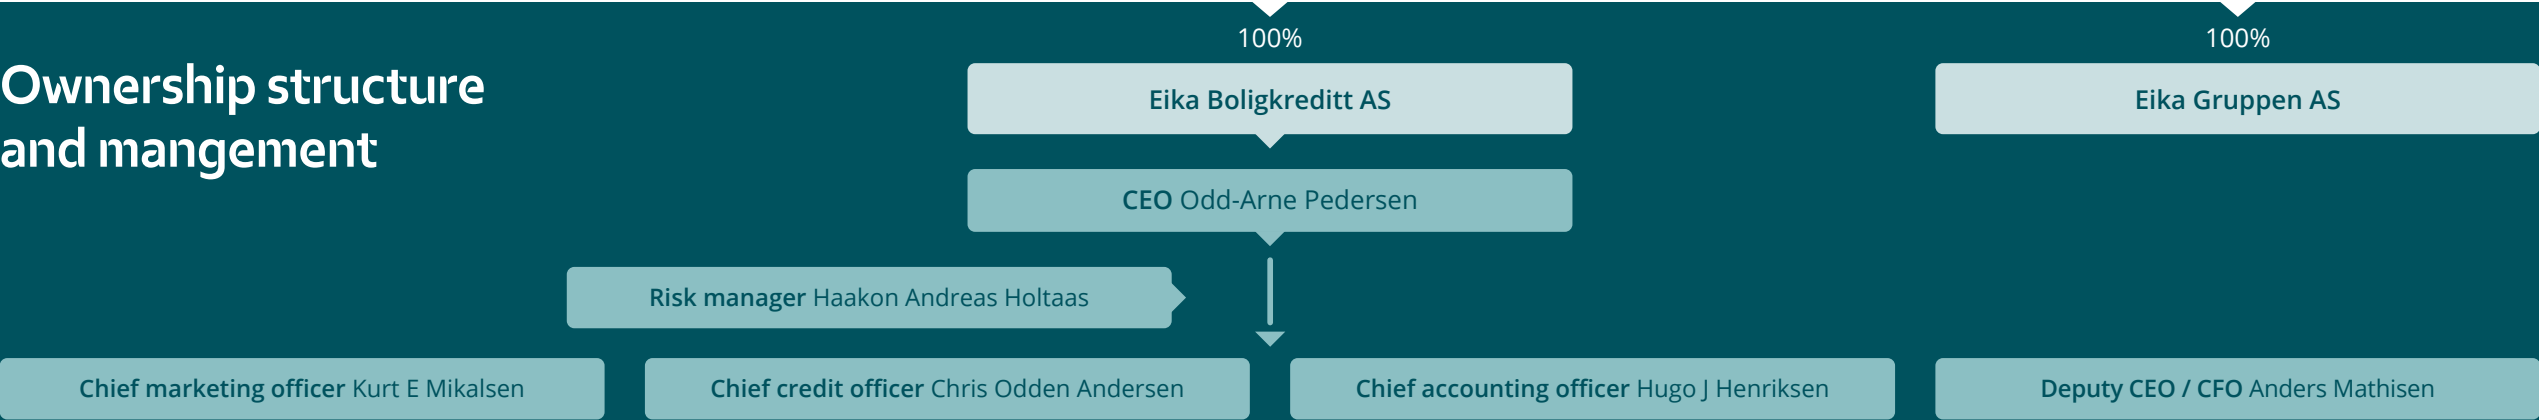 100%
100%
Ownership structure
and mangement
Eika Boligkreditt AS
Eika Gruppen AS
CEO Odd-Arne Pedersen
Risk manager Haakon Andreas Holtaas
Chief marketing officer Kurt E Mikalsen
Chief credit officer Chris Odden Andersen
Chief accounting officer Hugo J Henriksen
Deputy CEO / CFO Anders Mathisen